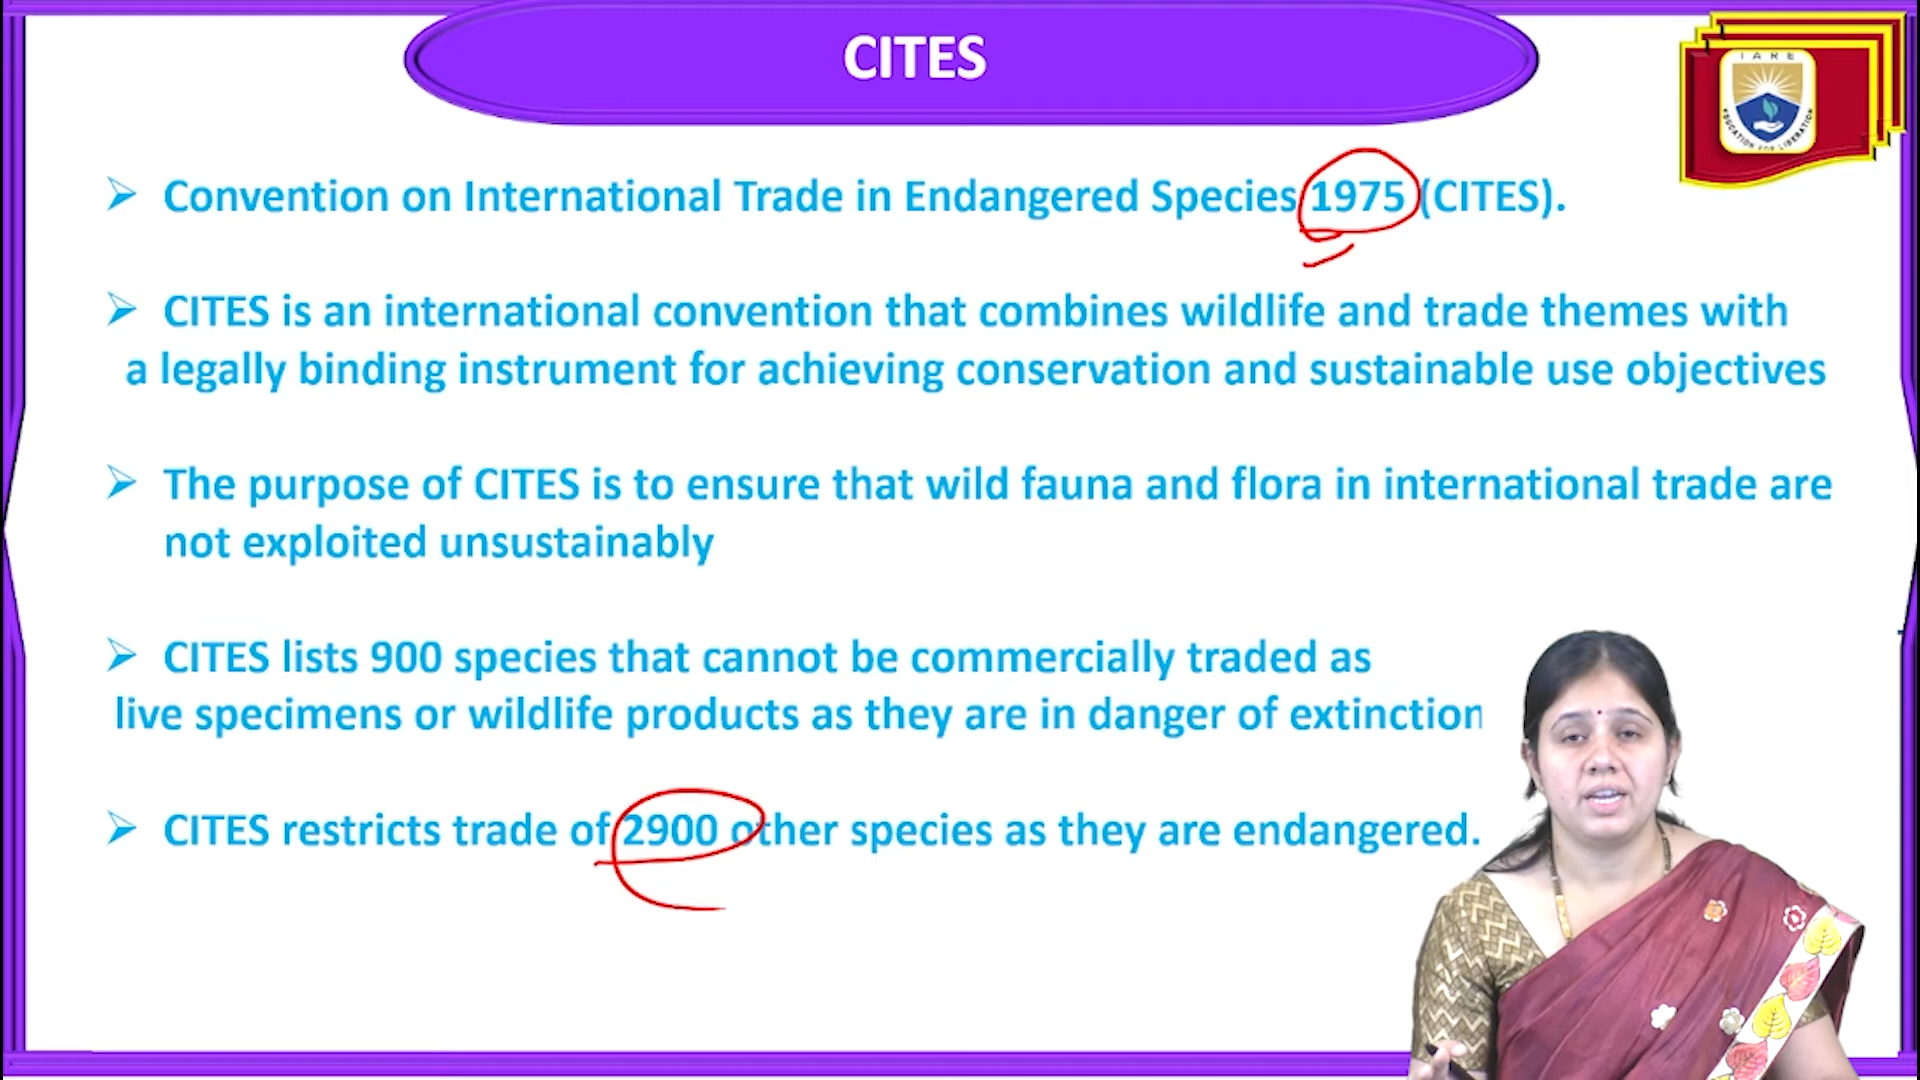 CITES
IARE
EDUCATION FOR LIBERATION
➢ Convention on International Trade in Endangered Species 1975 (CITES).
➢ CITES is an international convention that combines wildlife and trade themes with
a legally binding instrument for achieving conservation and sustainable use objectives
➢ The purpose of CITES is to ensure that wild fauna and flora in international trade are
not exploited unsustainably
➢ CITES lists 900 species that cannot be commercially traded as
live specimens or wildlife products as they are in danger of extinction
➢ CITES restricts trade of 2900 other species as they are endangered.